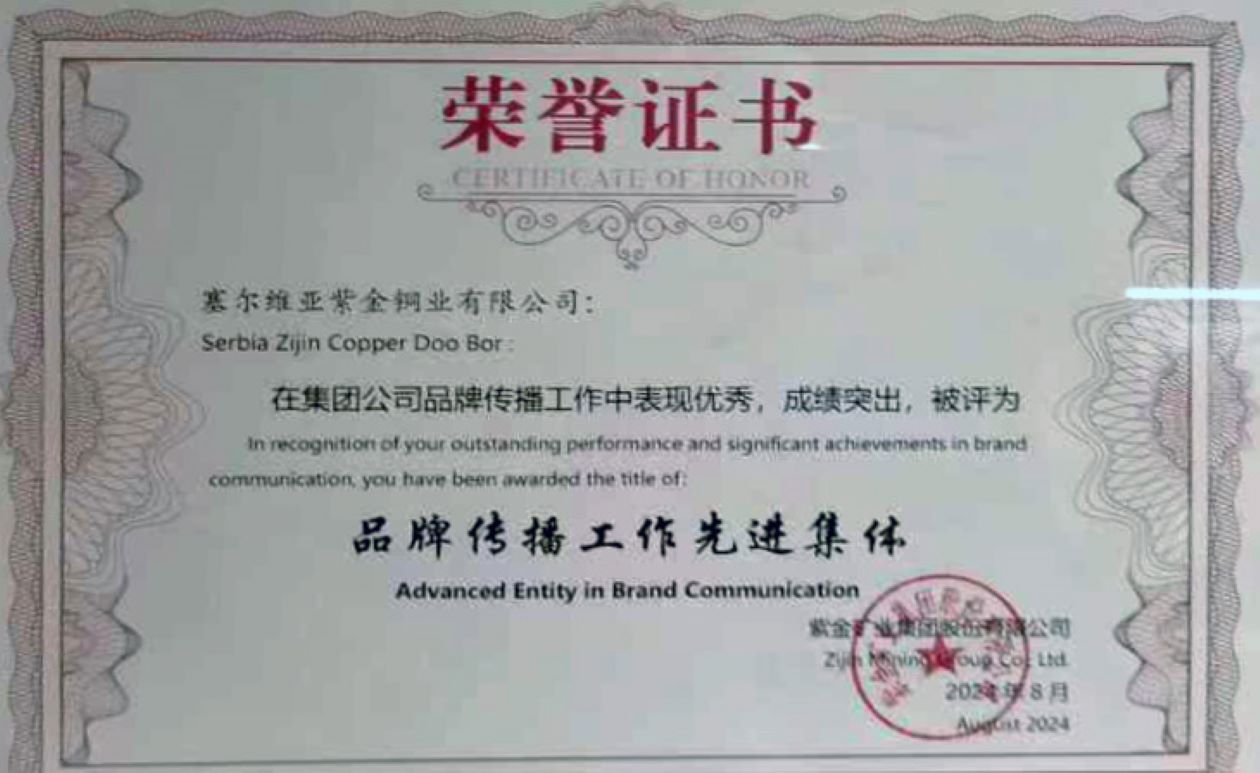 荣誉证书
CERTIFICATE OF HONOR
塞尔维亚紫金铜业有限公司：
Serbia Zijin Copper Doo Bor :
在集团公司品牌传播工作中表现优秀，成绩突出，被评为
In recognition of your outstanding performance and significant achievements in brand
communication, you have been awarded the title of:
品牌传播工作先进集体
Advanced Entity in Brand Communication
紫金矿业集团股份有限公司
Zijin Mining Group Co., Ltd.
2024年8月
August 2024